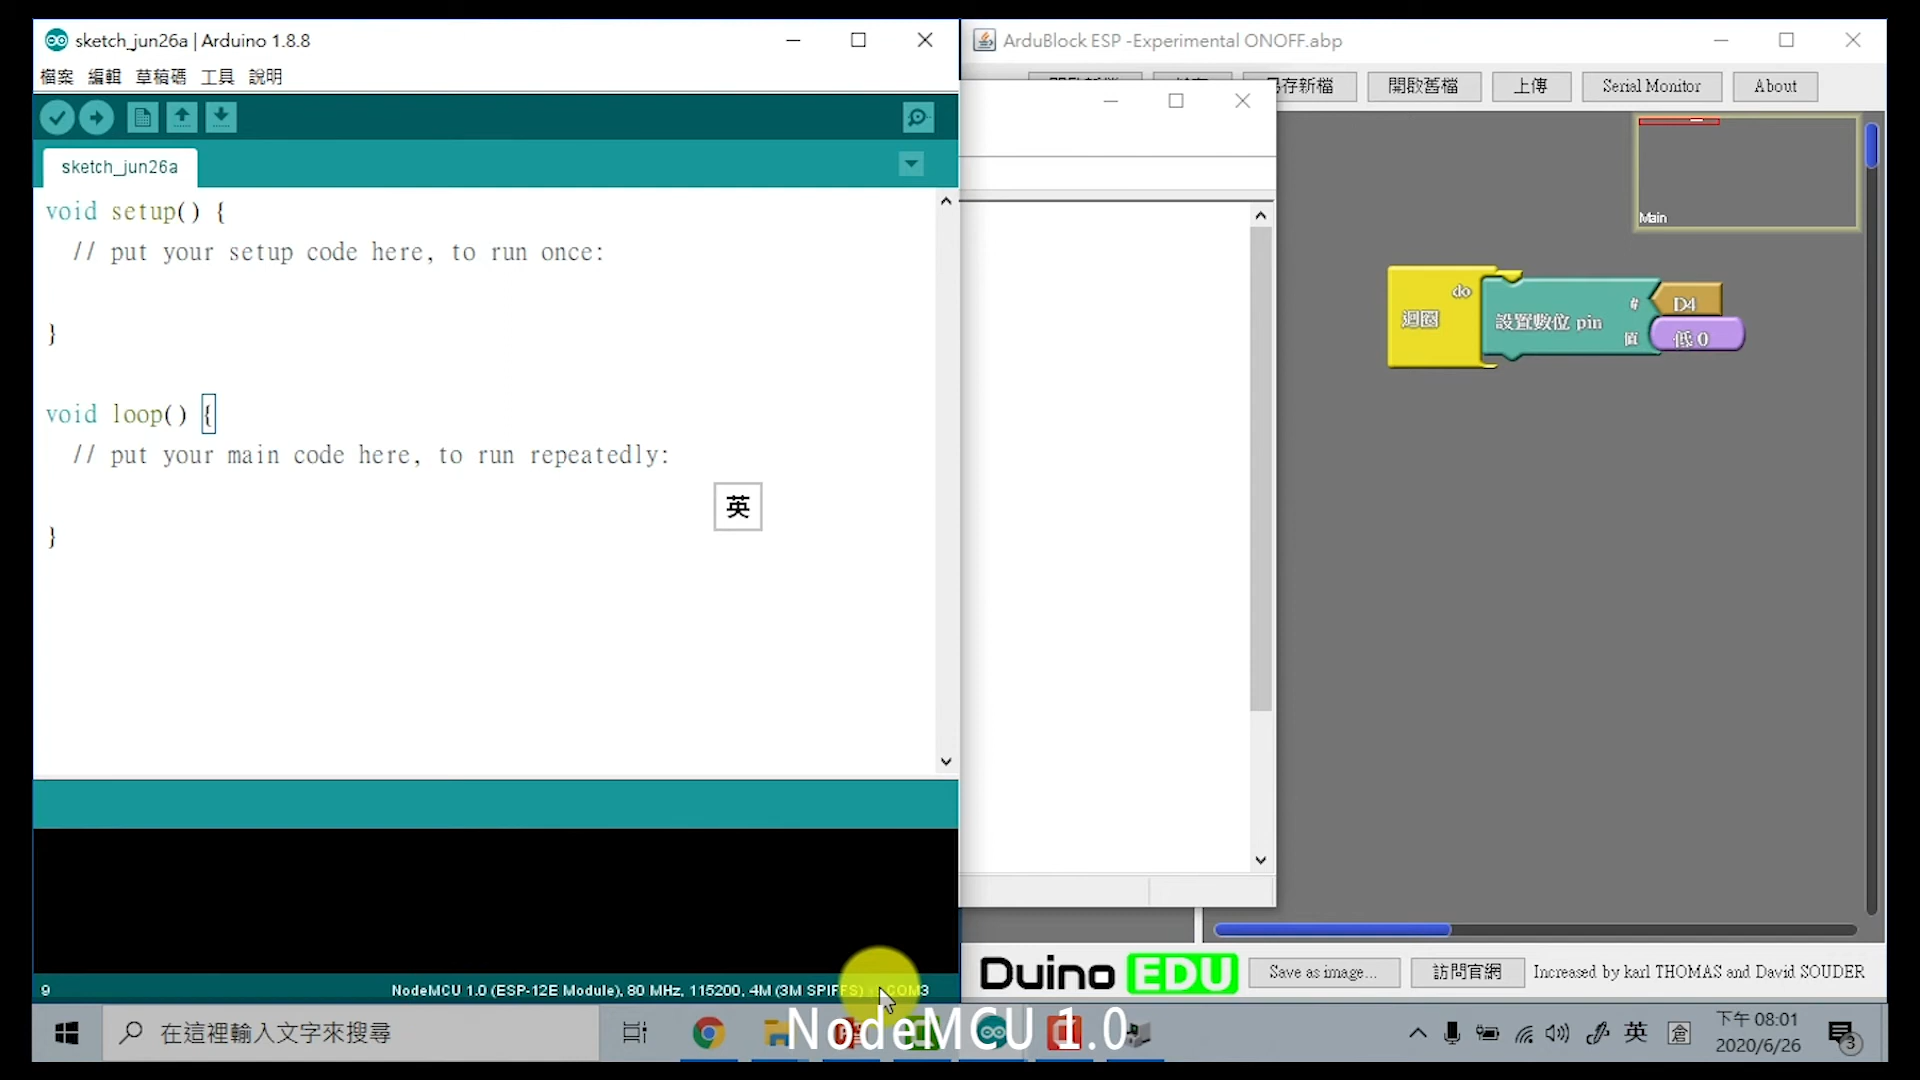 sketch_jun26a | Arduino 1.8.8
檔案 編輯 草稿碼 工具 說明
sketch_jun26a
void setup() {
// put your setup code here, to run once:
}
void loop() {
// put your main code here, to run repeatedly:
}
英
9
NodeMCU 1.0 (ESP-12E Module), 80 MHz, 115200, 4M (3M SPIFFS) COM3
ArduBlock ESP -Experimental ONOFF.abp
存新檔 開啟舊檔 上傳 Serial Monitor About
Main
do
迴圈
設置數位 pin
#
D4
值
低 0
Duino EDU
Save as image...
訪問官網
Increased by karl THOMAS and David SOUDER
NodeMCU 1.0
在這裡輸入文字來搜尋
英
倉
下午 08:01
2020/6/26
3